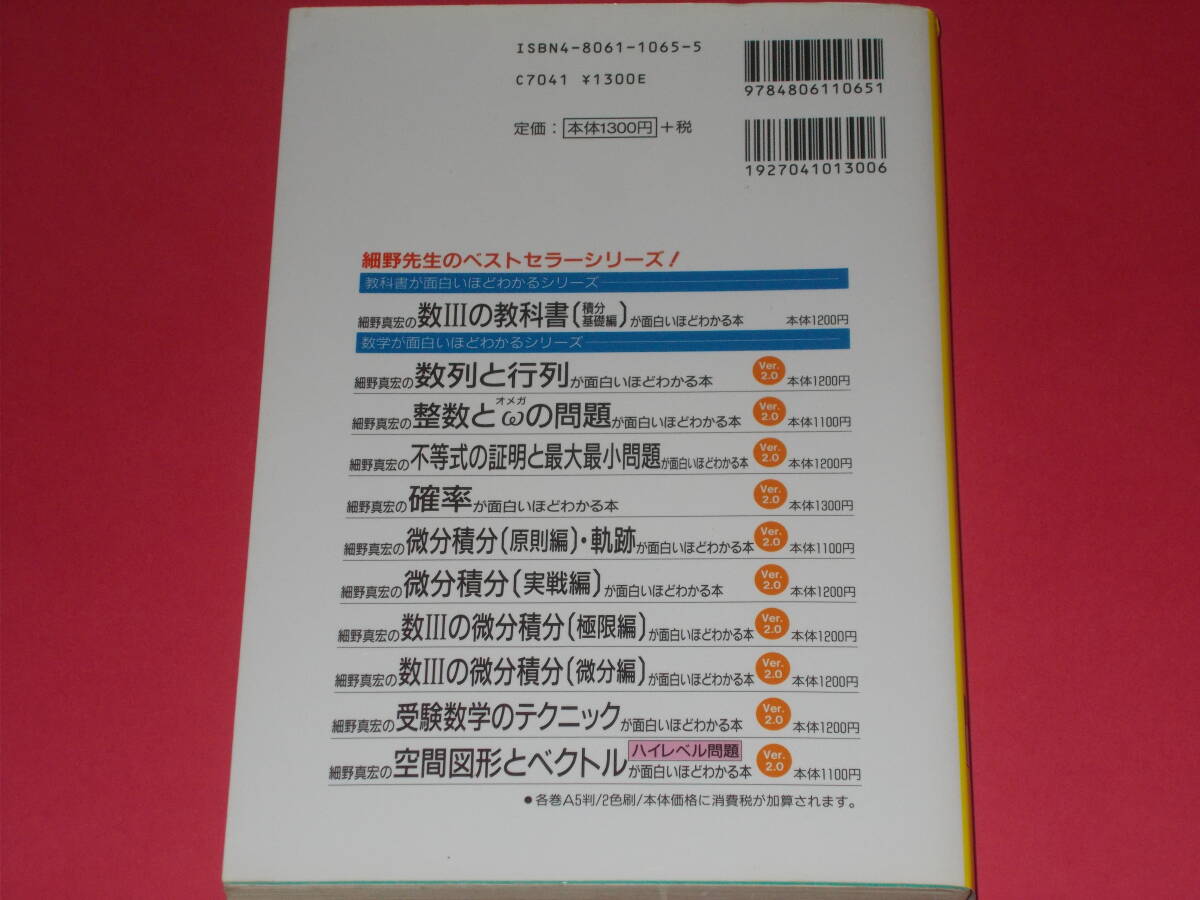 ISBN4-8061-1065-5
C7041 ¥1300E
9784806110651
定価：本体1300円+税
1927041013006
細野先生のベストセラーシリーズ！
教科書が面白いほどわかるシリーズ
細野真宏の数Ⅲの教科書〔積分基礎編〕が面白いほどわかる本 本体1200円
数学が面白いほどわかるシリーズ
細野真宏の数列と行列が面白いほどわかる本 Ver.2.0 本体1200円
オメガ
細野真宏の整数とωの問題が面白いほどわかる本 Ver.2.0 本体1100円
細野真宏の不等式の証明と最大最小問題が面白いほどわかる本 Ver.2.0 本体1200円
細野真宏の確率が面白いほどわかる本 Ver.2.0 本体1300円
細野真宏の微分積分〔原則編〕・軌跡が面白いほどわかる本 Ver.2.0 本体1100円
細野真宏の微分積分〔実戦編〕が面白いほどわかる本 Ver.2.0 本体1200円
細野真宏の数Ⅲの微分積分〔極限編〕が面白いほどわかる本 Ver.2.0 本体1200円
細野真宏の数Ⅲの微分積分〔微分編〕が面白いほどわかる本 Ver.2.0 本体1200円
細野真宏の受験数学のテクニックが面白いほどわかる本 Ver.2.0 本体1200円
ハイレベル問題
細野真宏の空間図形とベクトルが面白いほどわかる本 Ver.2.0 本体1100円
●各巻A5判/2色刷/本体価格に消費税が加算されます。